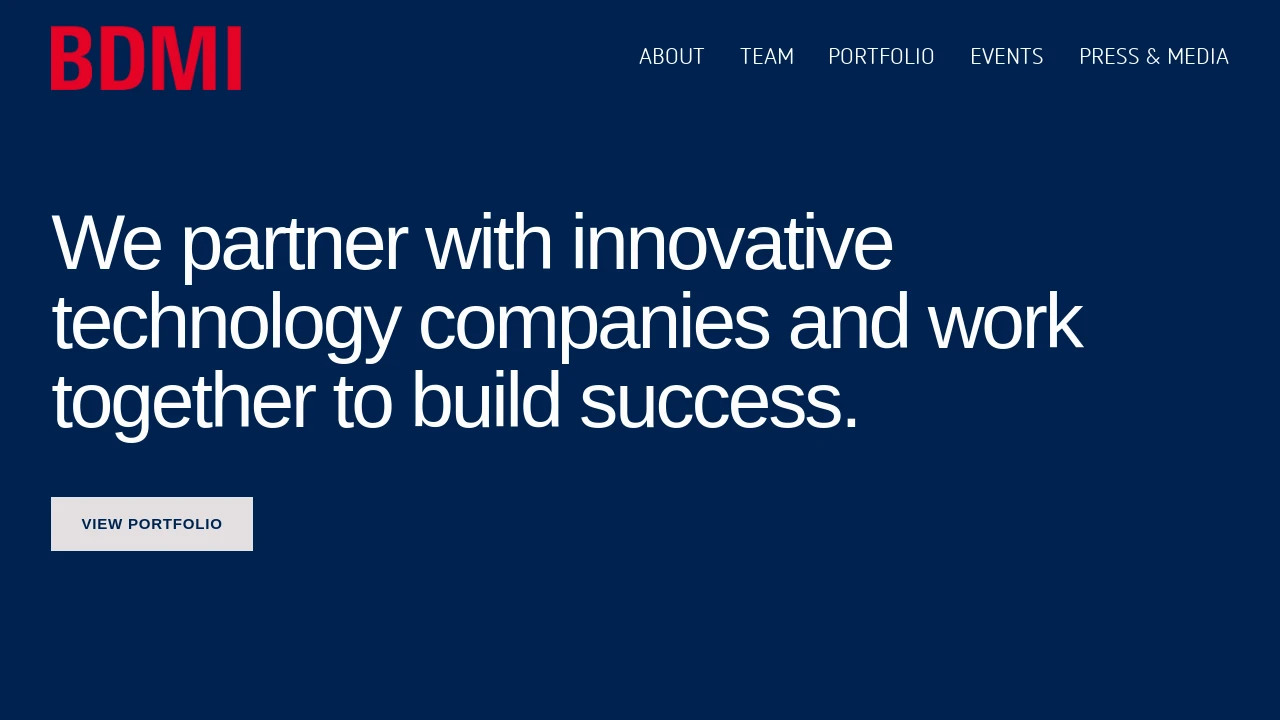 BDMI
ABOUT TEAM PORTFOLIO EVENTS PRESS & MEDIA
We partner with innovative
technology companies and work
together to build success.
VIEW PORTFOLIO